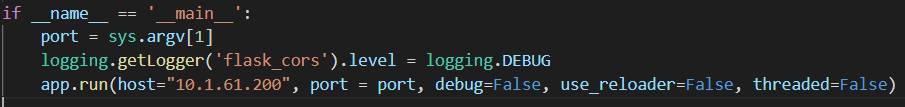 if __name__ == '__main__':
    port = sys.argv[1]
    logging.getLogger('flask_cors').level = logging.DEBUG
    app.run(host="10.1.61.200", port = port, debug=False, use_reloader=False, threaded=False)